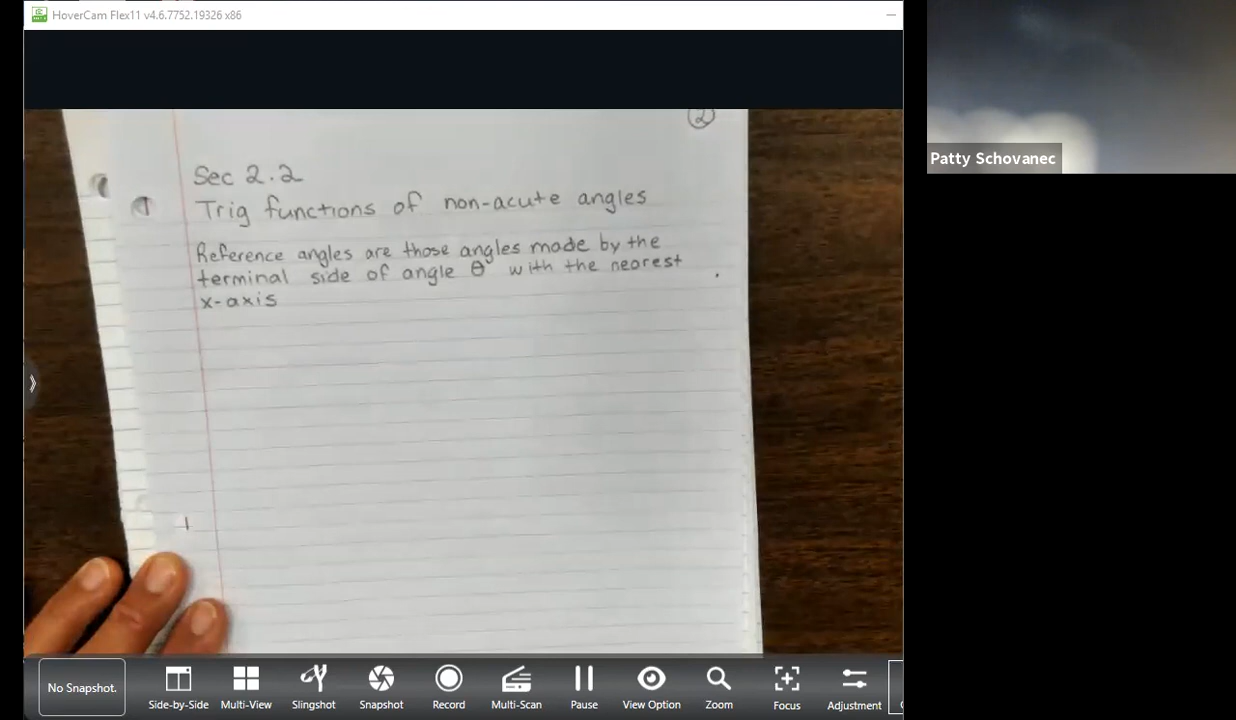 HoverCam Flex11 v4.6.7752.19326 x86
2
Sec 2.2
Trig functions of non-acute angles
Reference angles are those angles made by the
terminal side of angle θ with the nearest
x-axis
Patty Schovanec
No Snapshot.
Side-by-Side
Multi-View
Slingshot
Snapshot
Record
Multi-Scan
Pause
View Option
Zoom
Focus
Adjustment